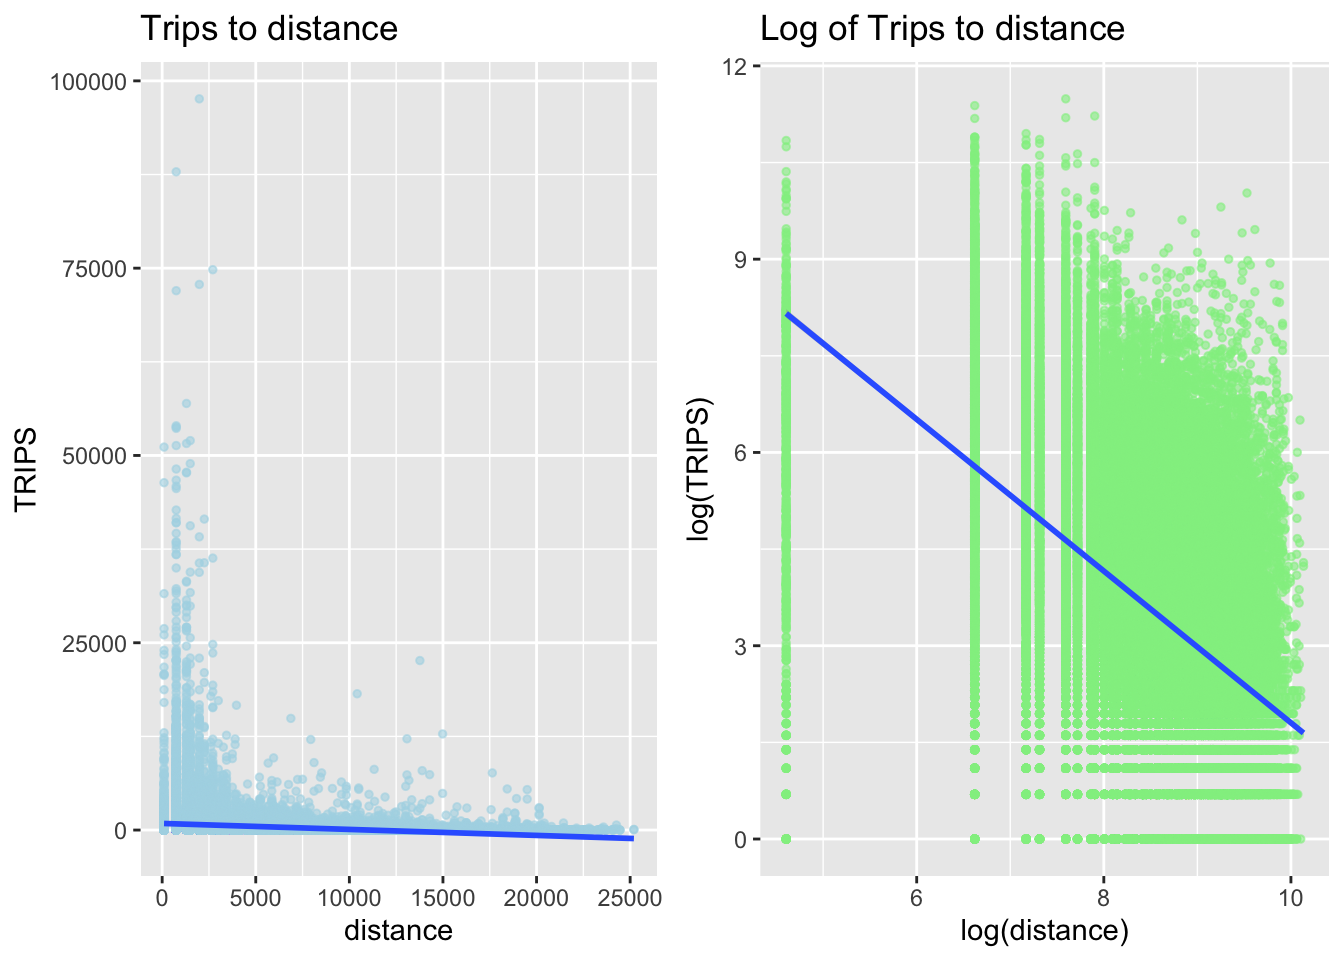 Trips to distance
100000
75000
50000
25000
0
TRIPS
0 5000 10000 15000 20000 25000
distance
Log of Trips to distance
12
9
6
3
0
log(TRIPS)
6 8 10
log(distance)